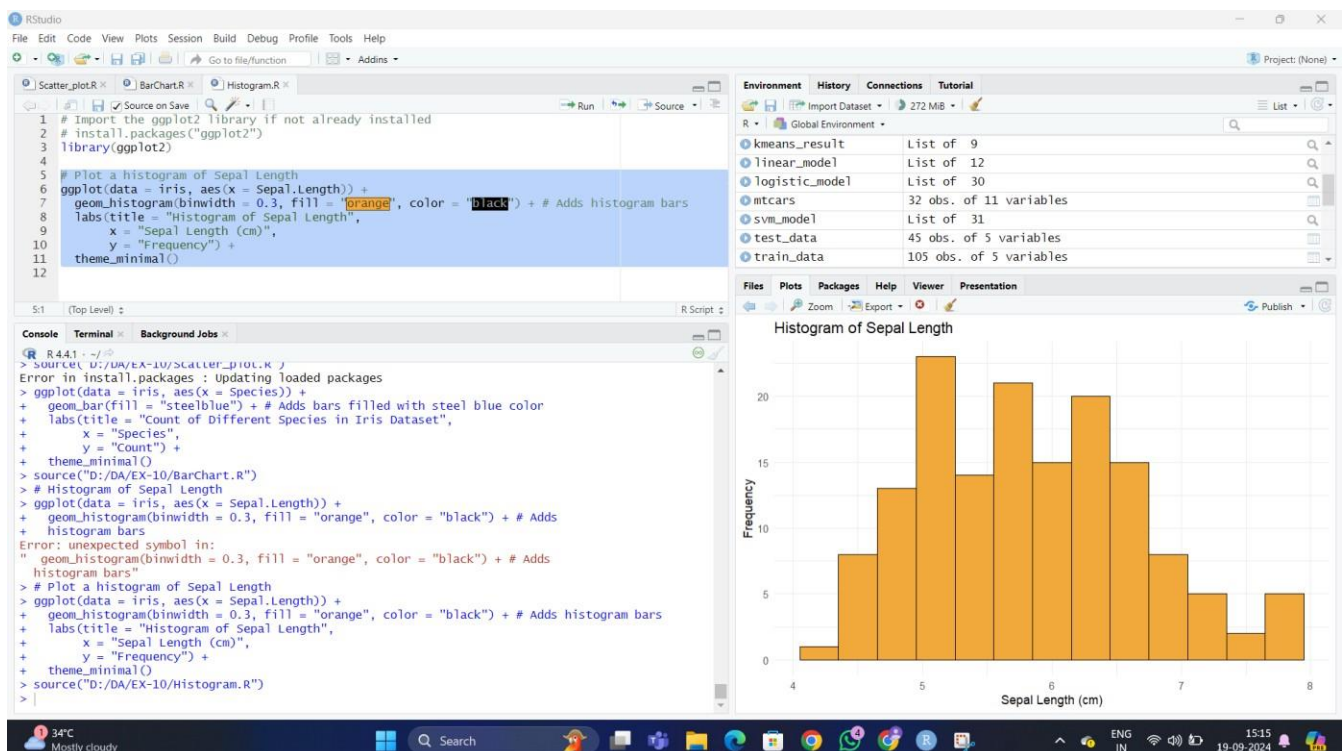 RStudio
File Edit Code View Plots Session Build Debug Profile Tools Help
Go to file/function Addins
Project: (None)
Scatter_plot.R BarChart.R Histogram.R
Source on Save Run Source
1 # Import the ggplot2 library if not already installed
2 # install.packages("ggplot2")
3 library(ggplot2)
4
5 # Plot a histogram of Sepal Length
6 ggplot(data = iris, aes(x = Sepal.Length)) +
7 geom_histogram(binwidth = 0.3, fill = "orange", color = "black") + # Adds histogram bars
8 labs(title = "Histogram of Sepal Length",
9 x = "Sepal Length (cm)",
10 y = "Frequency") +
11 theme_minimal()
12
5:1 (Top Level) R Script
Console Terminal Background Jobs
R 4.4.1 · ~/
> source("D:/DA/EX-10/Scatter_plot.R")
Error in install.packages : Updating loaded packages
> ggplot(data = iris, aes(x = Species)) +
+ geom_bar(fill = "steelblue") + # Adds bars filled with steel blue color
+ labs(title = "Count of Different Species in Iris Dataset",
+ x = "Species",
+ y = "Count") +
+ theme_minimal()
> source("D:/DA/EX-10/BarChart.R")
> # Histogram of Sepal Length
> ggplot(data = iris, aes(x = Sepal.Length)) +
+ geom_histogram(binwidth = 0.3, fill = "orange", color = "black") + # Adds
+ histogram bars
Error: unexpected symbol in:
" geom_histogram(binwidth = 0.3, fill = "orange", color = "black") + # Adds
histogram bars"
> # Plot a histogram of Sepal Length
> ggplot(data = iris, aes(x = Sepal.Length)) +
+ geom_histogram(binwidth = 0.3, fill = "orange", color = "black") + # Adds histogram bars
+ labs(title = "Histogram of Sepal Length",
+ x = "Sepal Length (cm)",
+ y = "Frequency") +
+ theme_minimal()
> source("D:/DA/EX-10/Histogram.R")
>
Environment History Connections Tutorial
Import Dataset 272 MiB List
R Global Environment
kmeans_result List of 9
linear_model List of 12
logistic_model List of 30
mtcars 32 obs. of 11 variables
svm_model List of 31
test_data 45 obs. of 5 variables
train_data 105 obs. of 5 variables
Files Plots Packages Help Viewer Presentation
Zoom Export Publish
Histogram of Sepal Length
20
15
10
5
0
Frequency
4 5 6 7 8
Sepal Length (cm)
1 34°C
Mostly cloudy
Search
4
ENG
IN
15:15
19-09-2024